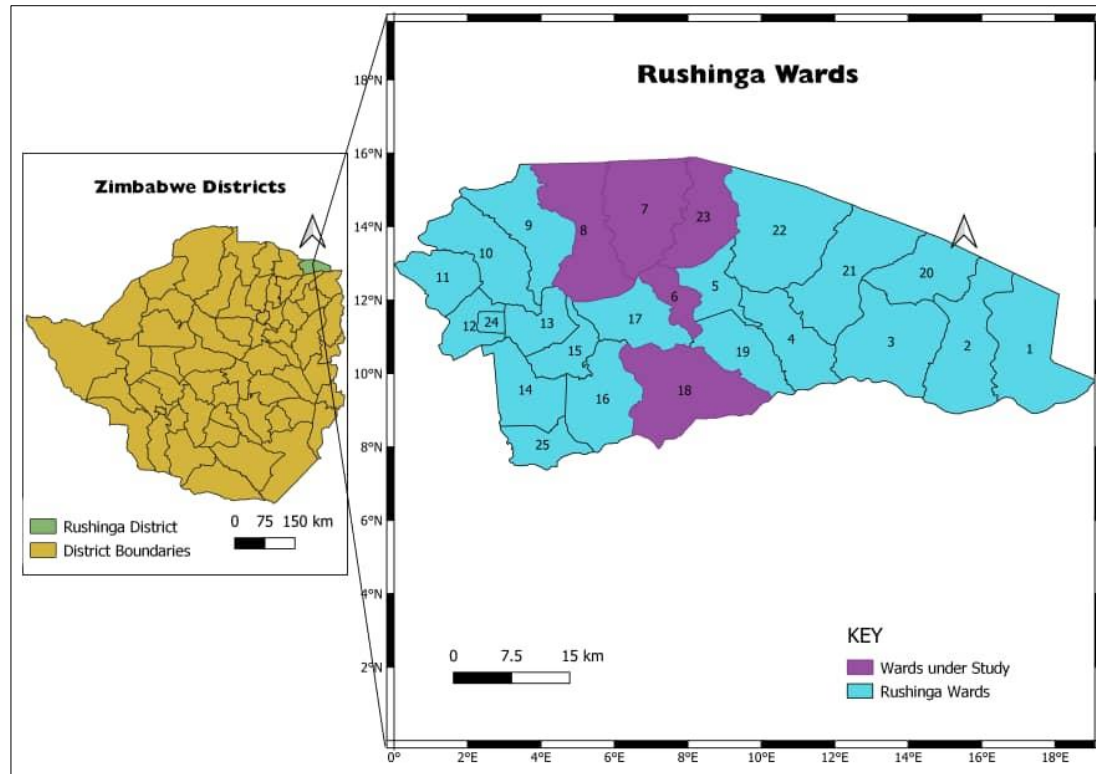 Zimbabwe Districts
Rushinga District
District Boundaries
0 75 150 km
Rushinga Wards
18°N
16°N
14°N
12°N
10°N
8°N
6°N
4°N
2°N
0°
2°E
4°E
6°E
8°E
10°E
12°E
14°E
16°E
18°E
7
23
8
9
22
10
21
20
11
6
5
17
24
12
13
15
19
4
3
2
1
14
16
18
25
0 7.5 15 km
KEY
Wards under Study
Rushinga Wards